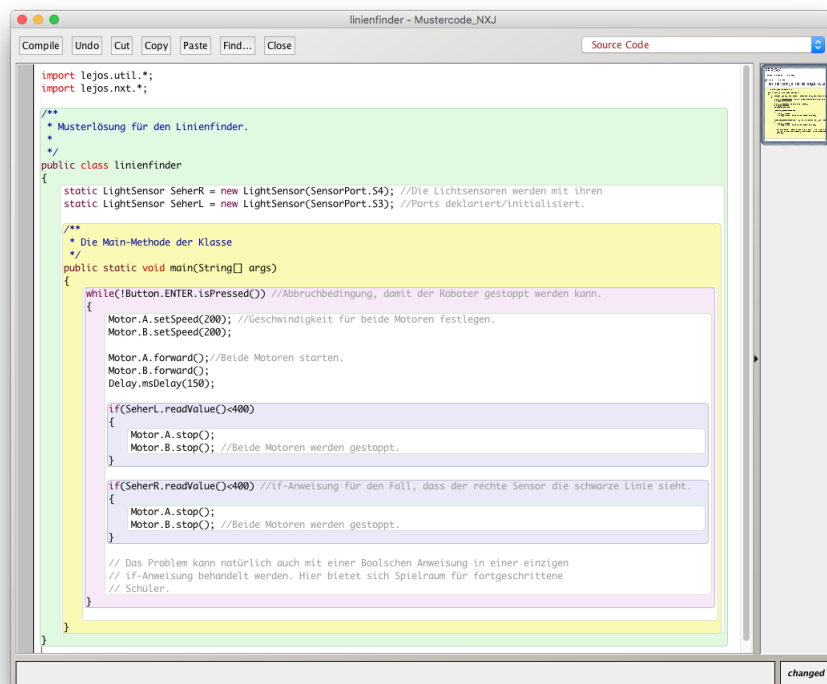 linienfinder - Mustercode_NXJ
Compile Undo Cut Copy Paste Find... Close Source Code
import lejos.util.*;
import lejos.nxt.*;
/**
* Musterlösung für den Linienfinder.
*
*/
public class linienfinder
{
static LightSensor SeherR = new LightSensor(SensorPort.S4); //Die Lichtsensoren werden mit ihren
static LightSensor SeherL = new LightSensor(SensorPort.S3); //Ports deklariert/initialisiert.
/**
* Die Main-Methode der Klasse
*/
public static void main(String[] args)
{
while(!Button.ENTER.isPressed()) //Abbruchbedingung, damit der Roboter gestoppt werden kann.
{
Motor.A.setSpeed(200); //Geschwindigkeit für beide Motoren festlegen.
Motor.B.setSpeed(200);
Motor.A.forward();//Beide Motoren starten.
Motor.B.forward();
Delay.msDelay(150);
if(SeherL.readValue()<400)
{
Motor.A.stop();
Motor.B.stop(); //Beide Motoren werden gestoppt.
}
if(SeherR.readValue()<400) //if-Anweisung für den Fall, dass der rechte Sensor die schwarze Linie sieht.
{
Motor.A.stop();
Motor.B.stop(); //Beide Motoren werden gestoppt.
}
// Das Problem kann natürlich auch mit einer Boolschen Anweisung in einer einzigen
// if-Anweisung behandelt werden. Hier bietet sich Spielraum für fortgeschrittene
// Schüler.
}
}
}
changed